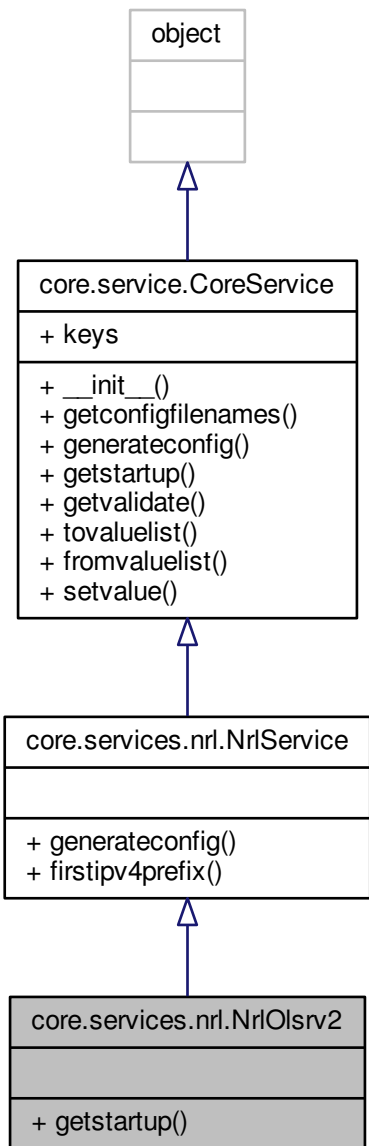 object
core.service.CoreService
+ keys
+ __init__()
+ getconfigfilenames()
+ generateconfig()
+ getstartup()
+ getvalidate()
+ tovaluelist()
+ fromvaluelist()
+ setvalue()
core.services.nrl.NrlService
+ generateconfig()
+ firstipv4prefix()
core.services.nrl.NrlOlsrv2
+ getstartup()